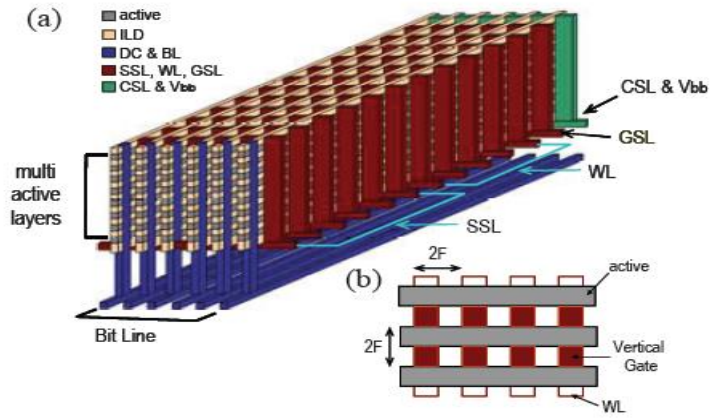 (a)
active
ILD
DC & BL
SSL, WL, GSL
CSL & Vbb
CSL & Vbb
GSL
WL
SSL
multi
active
layers
Bit Line
(b)
2F
active
2F
Vertical
Gate
WL